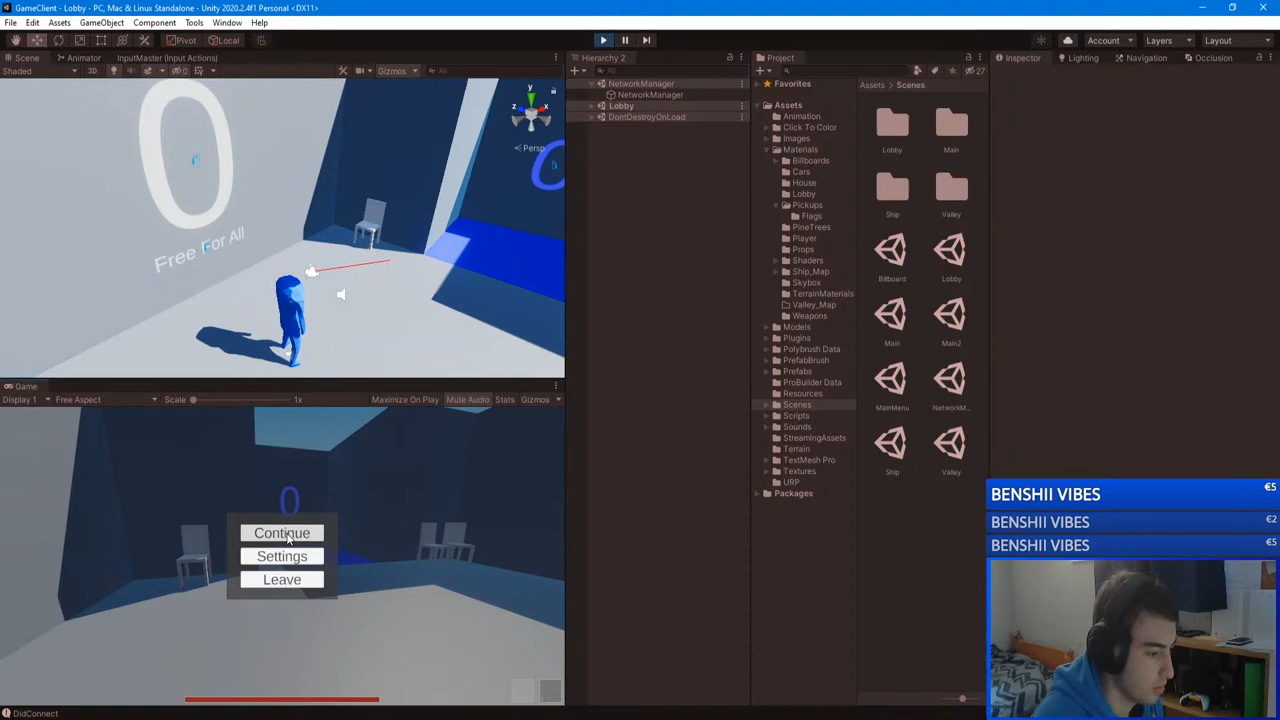 GameClient - Lobby - PC, Mac & Linux Standalone - Unity 2020.2.4f1 Personal <DX11>
File Edit Assets GameObject Component Tools Window Help
Pivot Local Account Layers Layout
Scene Animator InputMaster (Input Actions)
Shaded 2D 0 Gizmos All
y
z x
Persp
0
Free For All
Game
Display 1 Free Aspect Scale 1x Maximize On Play Mute Audio Stats Gizmos
0
Continue
Settings
Leave
DidConnect
Hierarchy 2
All
NetworkManager
NetworkManager
Lobby
DontDestroyOnLoad
Project
27
Favorites
Assets
Animation
Click To Color
Images
Materials
Billboards
Cars
House
Lobby
Pickups
Flags
PineTrees
Player
Props
Shaders
Ship_Map
Skybox
TerrainMaterials
Valley_Map
Weapons
Models
Plugins
Polybrush Data
PrefabBrush
Prefabs
ProBuilder Data
Resources
Scenes
Scripts
Sounds
StreamingAssets
Terrain
TextMesh Pro
Textures
URP
Packages
Assets Scenes
Lobby Main
Ship Valley
Billboard Lobby
Main Main2
MainMenu NetworkM...
Ship Valley
Inspector Lighting Navigation Occlusion
BENSHII VIBES €5
BENSHII VIBES €2
BENSHII VIBES €5